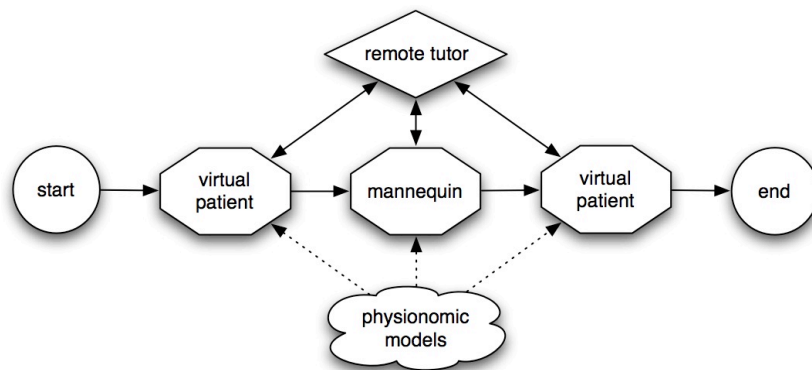 remote tutor
start
virtual
patient
mannequin
virtual
patient
end
physionomic
models